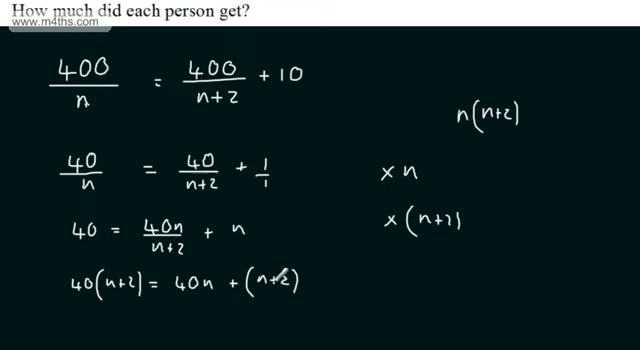 How much did each person get?
www.m4ths.com
400/n = 400/(n+2) + 10
n(n+2)
40/n = 40/(n+2) + 1/1
× n
40 = 40n/(n+2) + n
× (n+2)
40(n+2) = 40n + (n+2)